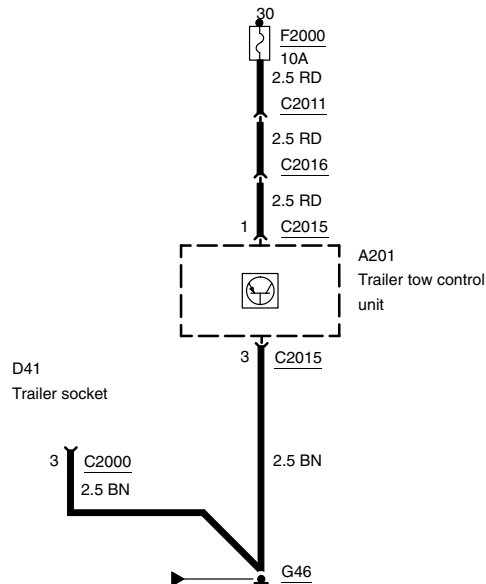 30
F2000
10A
2.5 RD
C2011
2.5 RD
C2016
2.5 RD
1 C2015
A201
Trailer tow control
unit
3 C2015
D41
Trailer socket
3 C2000
2.5 BN
2.5 BN
G46